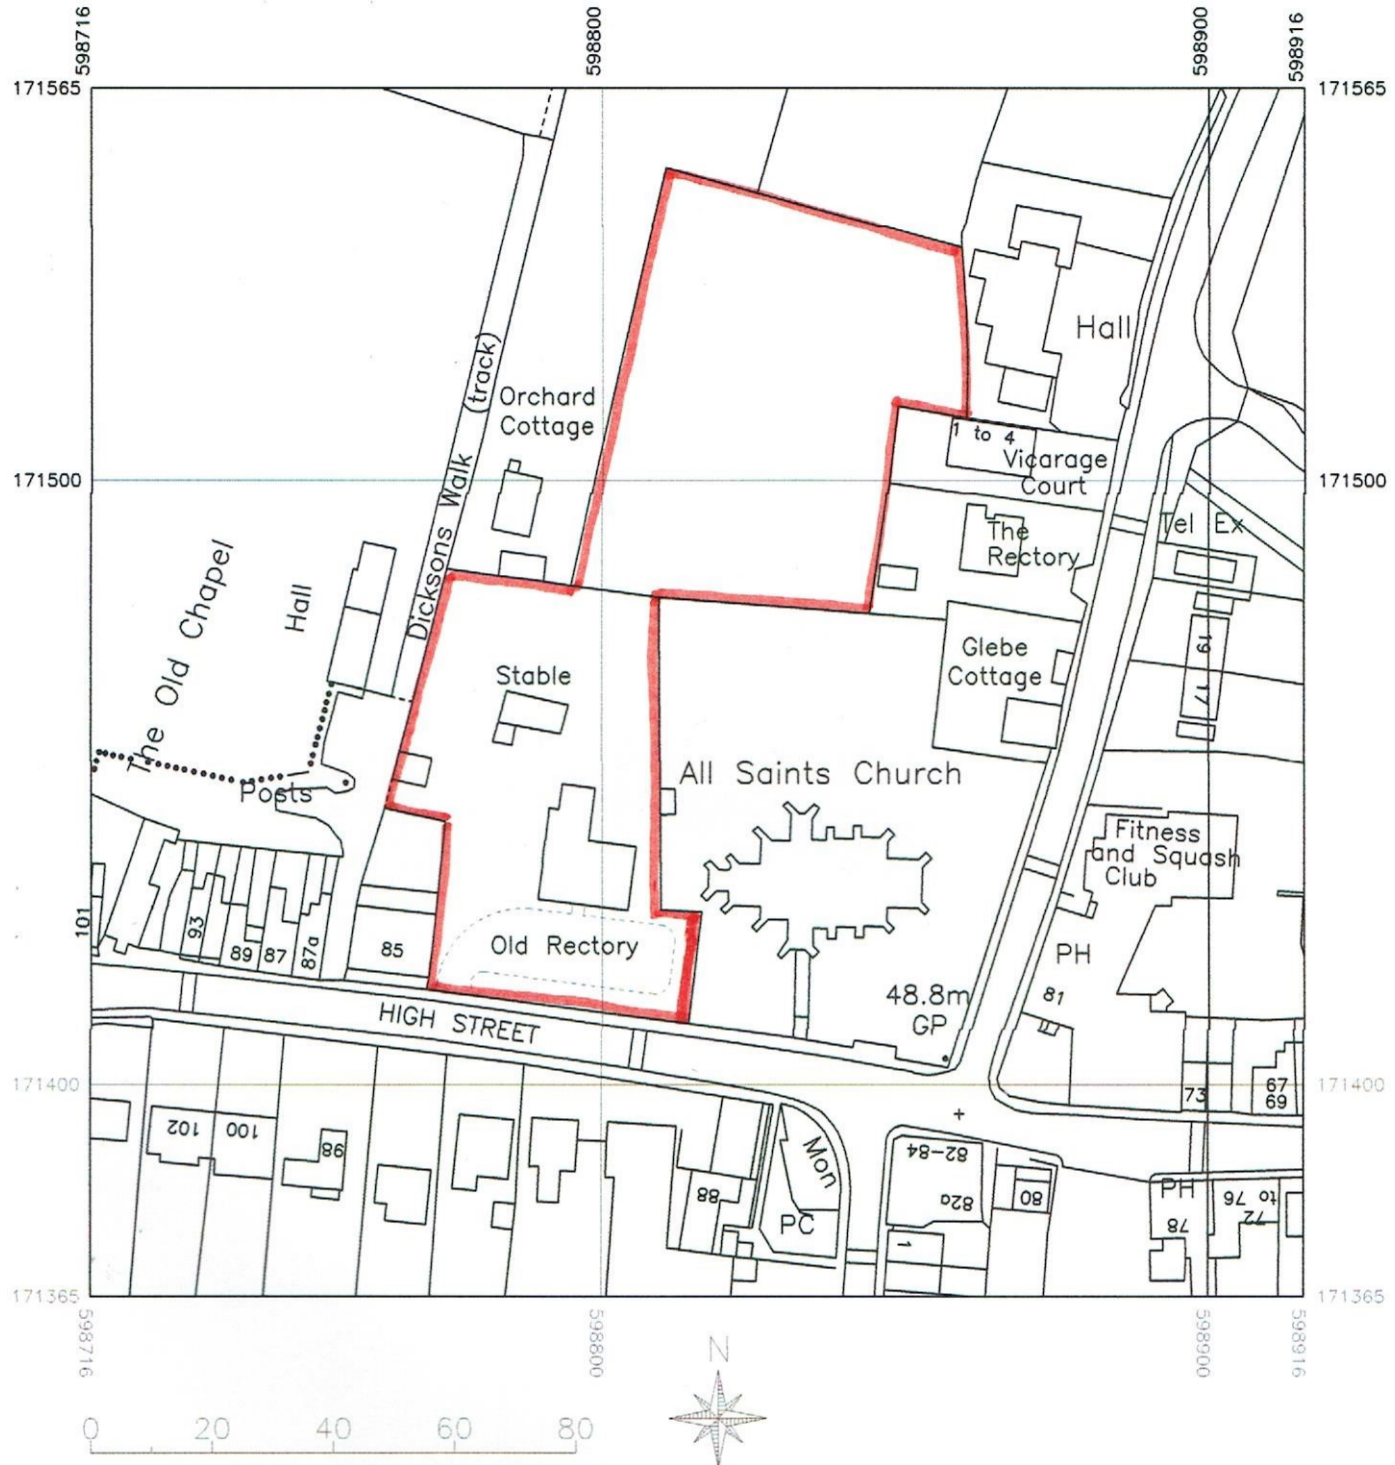 598716
598800
598900
598916
171565
171565
Orchard
Cottage
Hall
1 to 4
Vicarage
Court
171500
171500
Dicksons Walk (track)
Tel Ex
The
Rectory
The Old Chapel
Hall
Glebe
Cottage
19
17
Stable
All Saints Church
Posts
Fitness
and Squash
Club
101
93
89
87
87a
85
Old Rectory
PH
81
48.8m
GP
HIGH STREET
171400
171400
73
67
69
102
100
98
88
Mon
PC
82-84
82a
80
1
PH
78
72
to
76
171365
171365
598716
598800
598900
598916
N
0
20
40
60
80